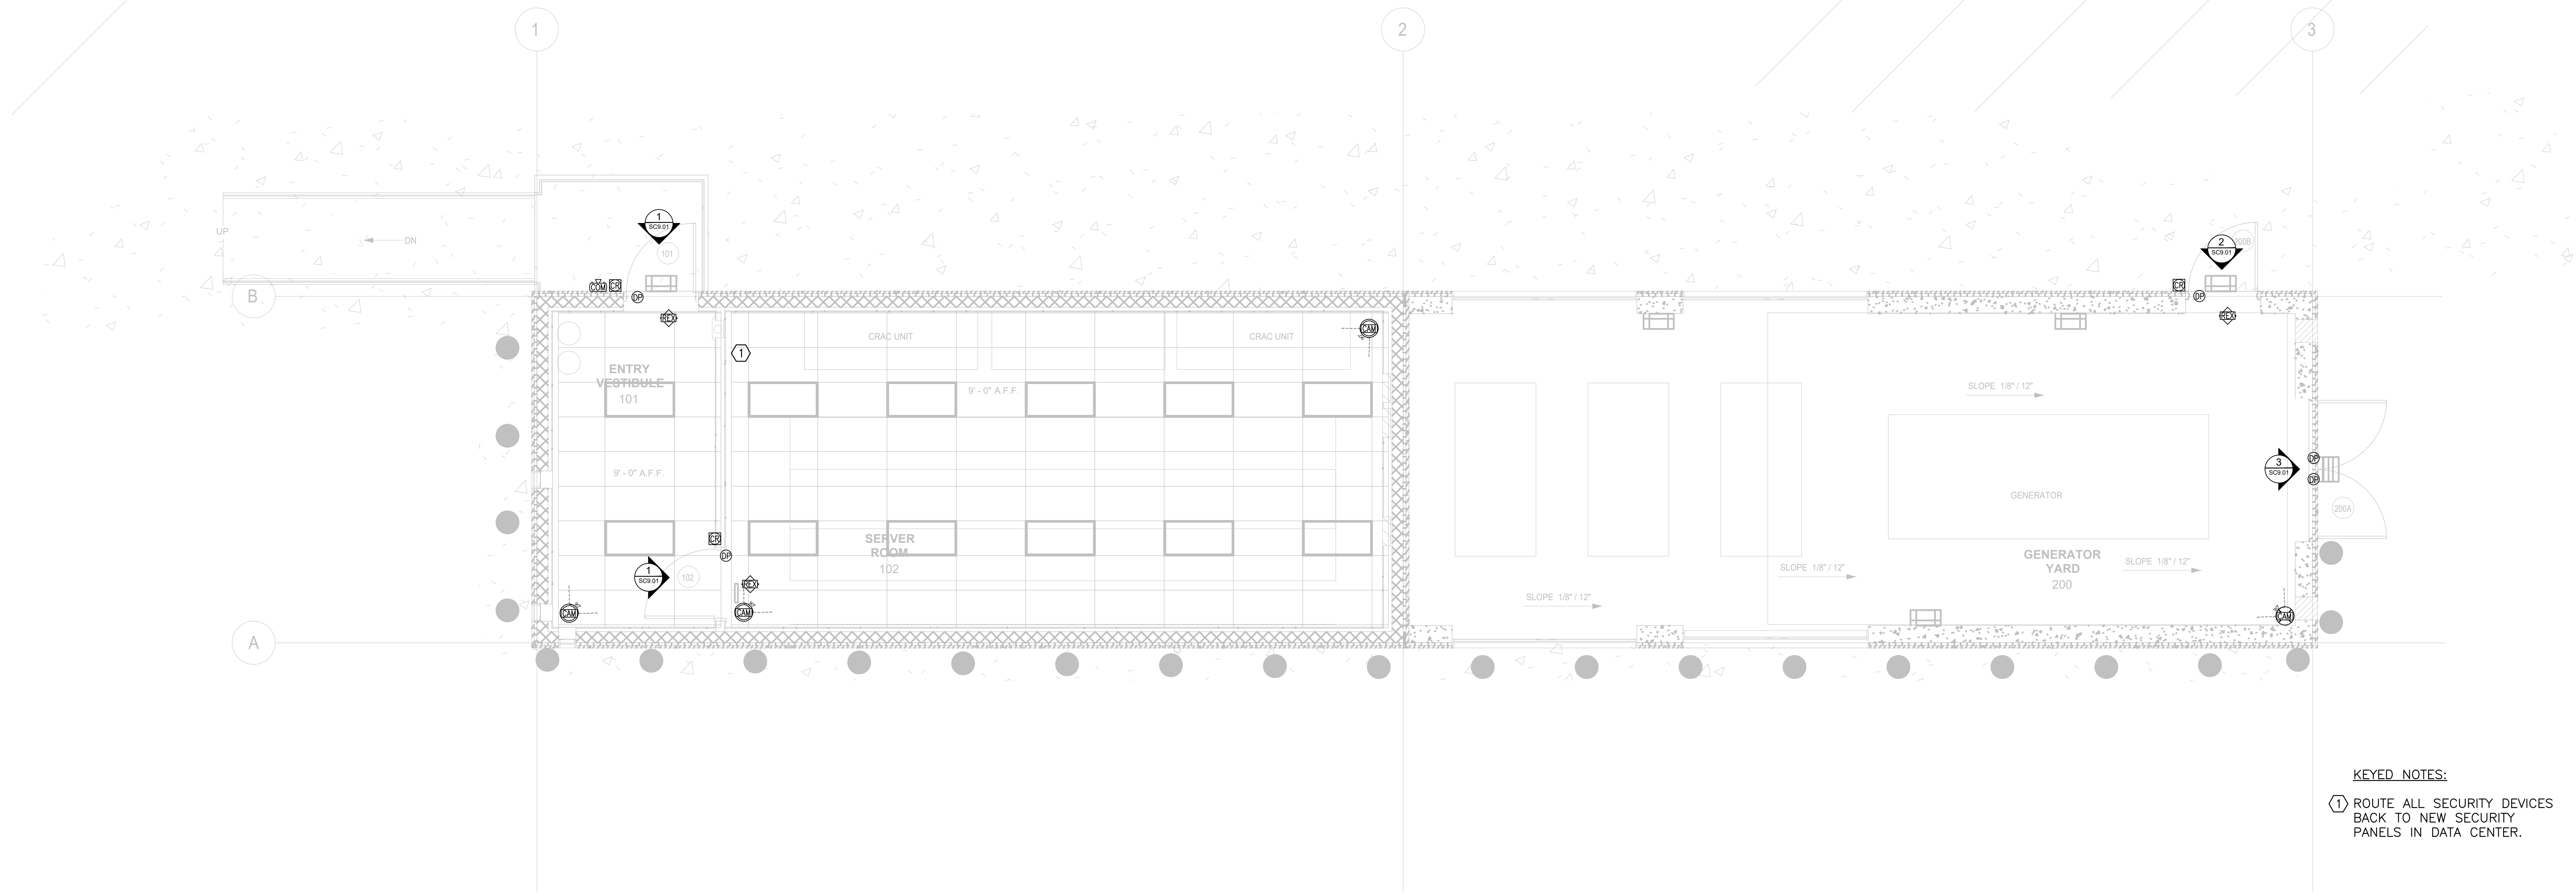 1
2
3
1
SC9.01
101
UP
DN
2
SC9.01
200B
B
COM
CR
DP
REX
CR
DP
REX
CAM
1
CRAC UNIT
CRAC UNIT
ENTRY
VESTIBULE
101
9' - 0" A.F.F.
SLOPE 1/8" / 12"
9' - 0" A.F.F.
3
SC9.01
DP
DP
GENERATOR
200A
CR
DP
SERVER
ROOM
102
GENERATOR
YARD
200
SLOPE 1/8" / 12"
SLOPE 1/8" / 12"
SLOPE 1/8" / 12"
1
SC9.01
102
REX
CAM
CAM
CAM
A
KEYED NOTES:
1 ROUTE ALL SECURITY DEVICES
BACK TO NEW SECURITY
PANELS IN DATA CENTER.